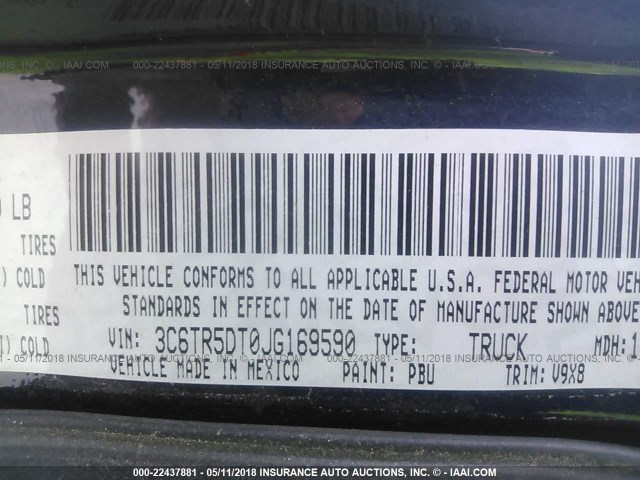 000-22437881 - 05/11/2018 INSURANCE AUTO AUCTIONS, INC. - IAAI.COM
LB
TIRES
) COLD
TIRES
) COLD
THIS VEHICLE CONFORMS TO ALL APPLICABLE U.S.A. FEDERAL MOTOR VEH
STANDARDS IN EFFECT ON THE DATE OF MANUFACTURE SHOWN ABOVE
VIN: 3C6TR5DT0JG169590 TYPE: TRUCK MDH:1
VEHICLE MADE IN MEXICO PAINT: PBU TRIM: V9X8
000-22437881 - 05/11/2018 INSURANCE AUTO AUCTIONS, INC. - IAAI.COM